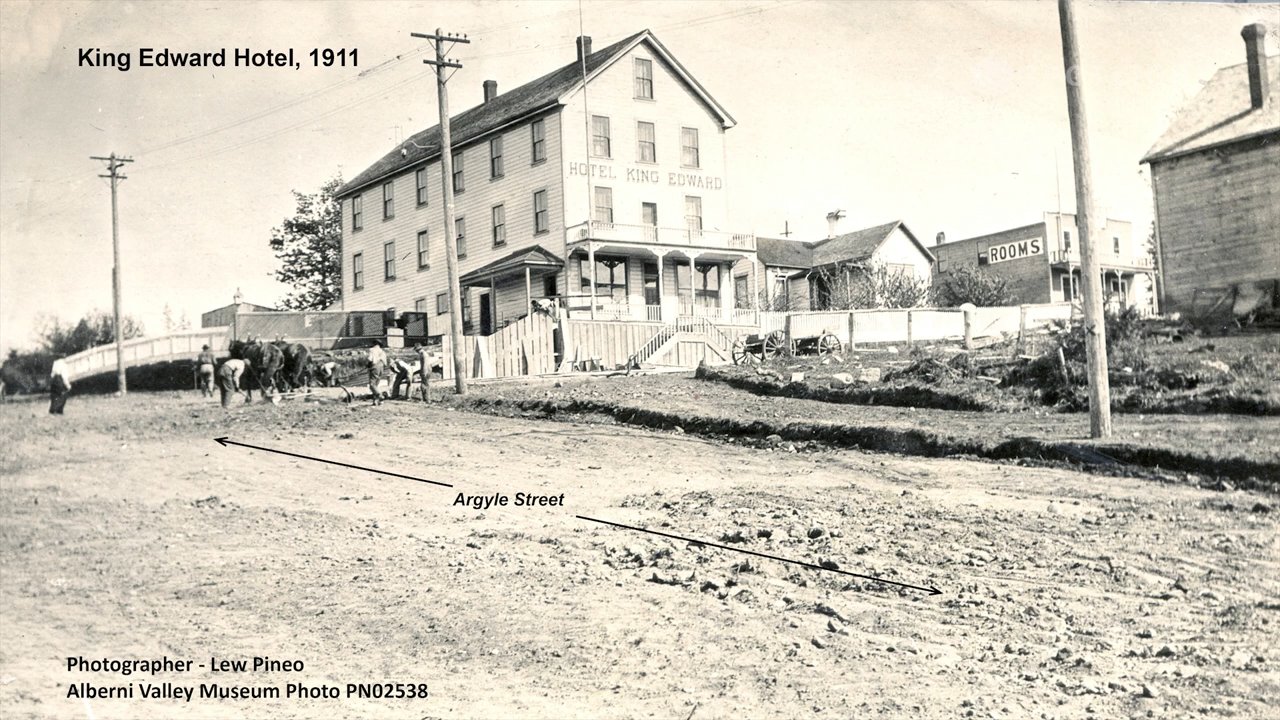 King Edward Hotel, 1911
HOTEL KING EDWARD
ROOMS
Argyle Street
Photographer - Lew Pineo
Alberni Valley Museum Photo PN02538